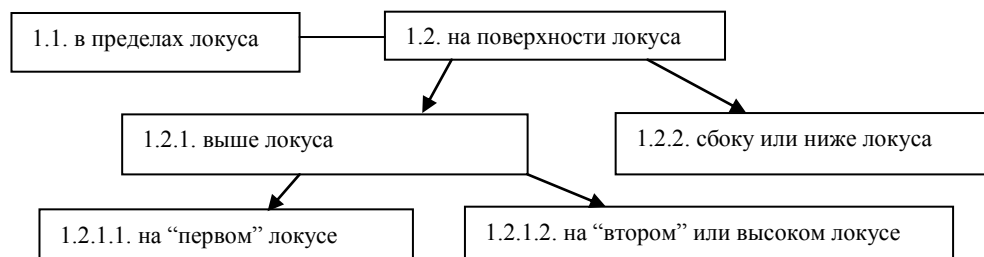 1.1. в пределах локуса
1.2. на поверхности локуса
1.2.1. выше локуса
1.2.2. сбоку или ниже локуса
1.2.1.1. на “первом” локусе
1.2.1.2. на “втором” или высоком локусе